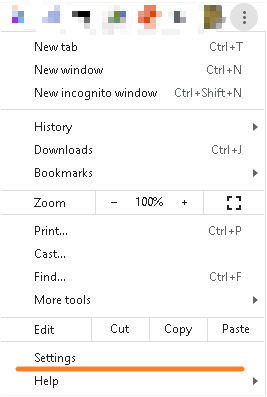 New tab Ctrl+T
New window Ctrl+N
New incognito window Ctrl+Shift+N
History
Downloads Ctrl+J
Bookmarks
Zoom − 100% +
Print... Ctrl+P
Cast...
Find... Ctrl+F
More tools
Edit Cut Copy Paste
Settings
Help